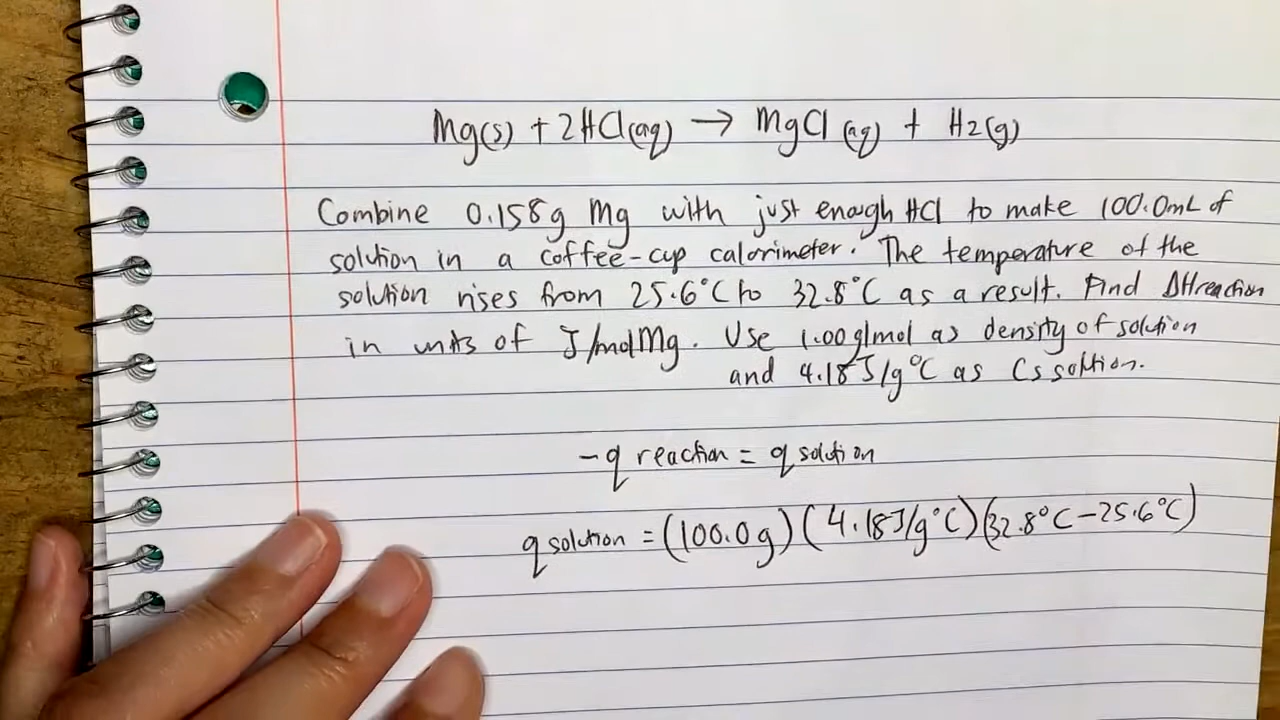 Mg(s) + 2HCl(aq) → MgCl (aq) + H2(g)
Combine 0.158g Mg with just enough HCl to make 100.0mL of
solution in a coffee-cup calorimeter. The temperature of the
solution rises from 25.6°C to 32.8°C as a result. Find ΔHreaction
in units of J/molMg. Use 1.00g/mol as density of solution
and 4.18J/g°C as Cs soltion.
-q reaction = q solution
q solution = (100.0g)(4.18J/g°C)(32.8°C-25.6°C)